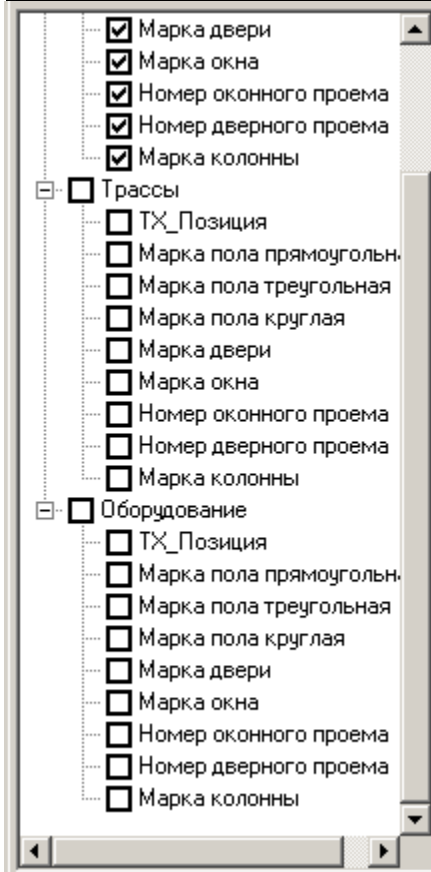 Марка двери
Марка окна
Номер оконного проема
Номер дверного проема
Марка колонны
Трассы
ТХ_Позиция
Марка пола прямоугольн
Марка пола треугольная
Марка пола круглая
Марка двери
Марка окна
Номер оконного проема
Номер дверного проема
Марка колонны
Оборудование
ТХ_Позиция
Марка пола прямоугольн
Марка пола треугольная
Марка пола круглая
Марка двери
Марка окна
Номер оконного проема
Номер дверного проема
Марка колонны